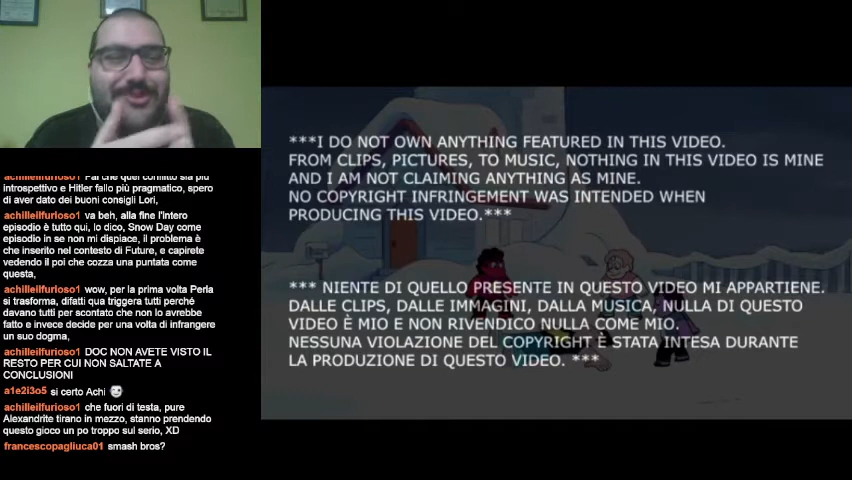 achilleilfurioso1 Fai che quel conflitto sia più
introspettivo e Hitler fallo più pragmatico, spero
di aver dato dei buoni consigli Lori,
achilleilfurioso1 va beh, alla fine l'intero
episodio è tutto qui, lo dico, Snow Day come
episodio in se non mi dispiace, il problema è
che inserito nel contesto di Future, e capirete
vedendo il poi che cozza una puntata come
questa,
achilleilfurioso1 wow, per la prima volta Perla
si trasforma, difatti qua triggera tutti perché
davano tutti per scontato che non lo avrebbe
fatto e invece decide per una volta di infrangere
un suo dogma,
achilleilfurioso1 DOC NON AVETE VISTO IL
RESTO PER CUI NON SALTATE A
CONCLUSIONI
a1e2i3o5 si certo Achi
achilleilfurioso1 che fuori di testa, pure
Alexandrite tirano in mezzo, stanno prendendo
questo gioco un po troppo sul serio, XD
francescopagliuca01 smash bros?
***I DO NOT OWN ANYTHING FEATURED IN THIS VIDEO.
FROM CLIPS, PICTURES, TO MUSIC, NOTHING IN THIS VIDEO IS MINE
AND I AM NOT CLAIMING ANYTHING AS MINE.
NO COPYRIGHT INFRINGEMENT WAS INTENDED WHEN
PRODUCING THIS VIDEO.***
*** NIENTE DI QUELLO PRESENTE IN QUESTO VIDEO MI APPARTIENE.
DALLE CLIPS, DALLE IMMAGINI, DALLA MUSICA, NULLA DI QUESTO
VIDEO È MIO E NON RIVENDICO NULLA COME MIO.
NESSUNA VIOLAZIONE DEL COPYRIGHT È STATA INTESA DURANTE
LA PRODUZIONE DI QUESTO VIDEO. ***